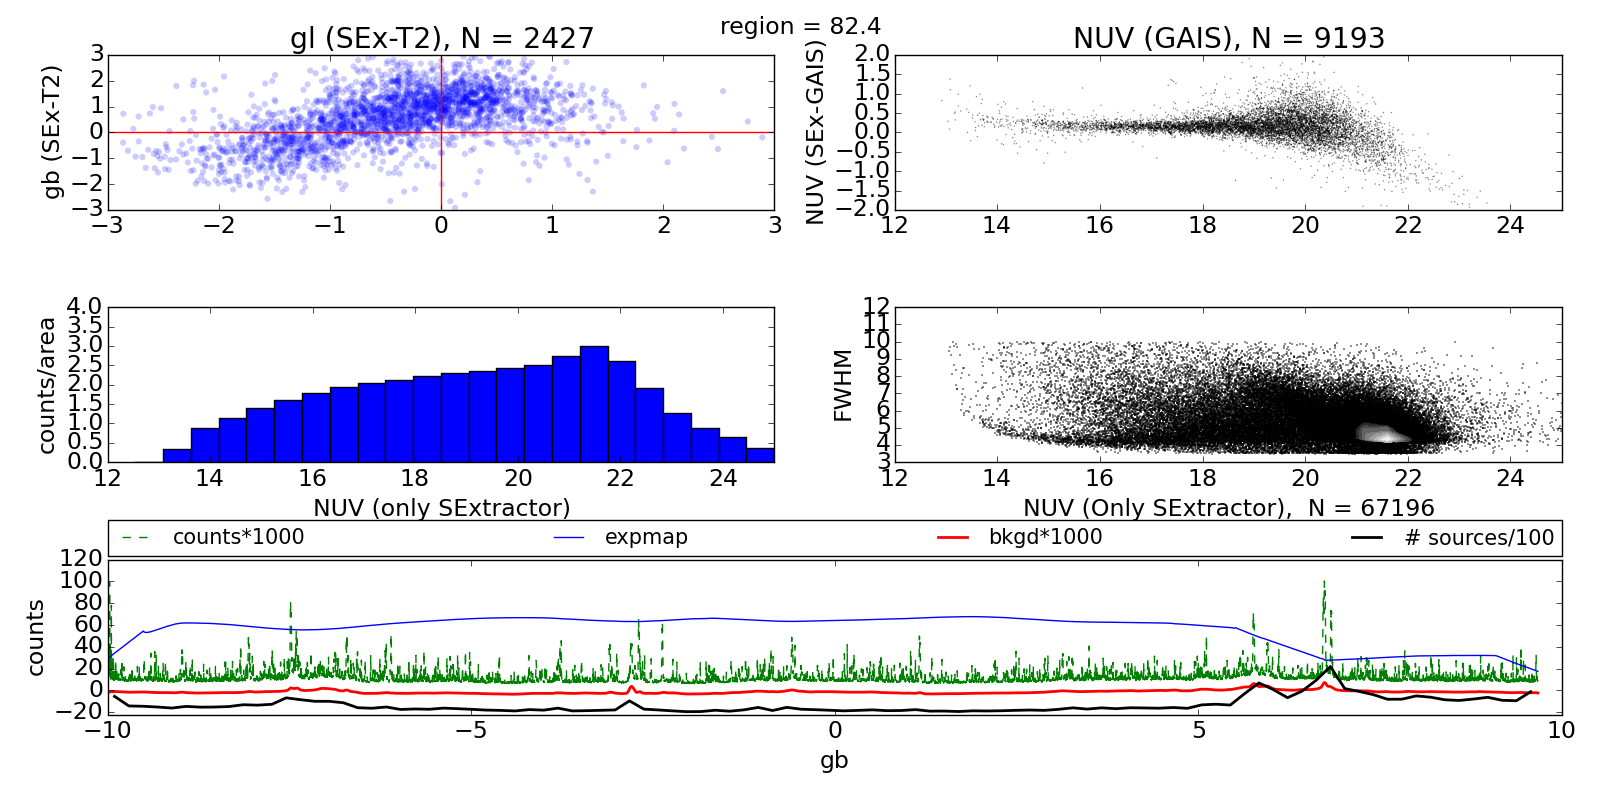 region = 82.4
gl (SEx-T2), N = 2427
gb (SEx-T2)
3
2
1
0
−1
−2
−3
−3 −2 −1 0 1 2 3
NUV (GAIS), N = 9193
NUV (SEx-GAIS)
2.0
1.5
1.0
0.5
0.0
−0.5
−1.0
−1.5
−2.0
12 14 16 18 20 22 24
counts/area
4.0
3.5
3.0
2.5
2.0
1.5
1.0
0.5
0.0
12 14 16 18 20 22 24
NUV (only SExtractor)
FWHM
12
11
10
9
8
7
6
5
4
3
12 14 16 18 20 22 24
NUV (Only SExtractor), N = 67196
counts*1000 expmap bkgd*1000 # sources/100
counts
120
100
80
60
40
20
0
−20
−10 −5 0 5 10
gb